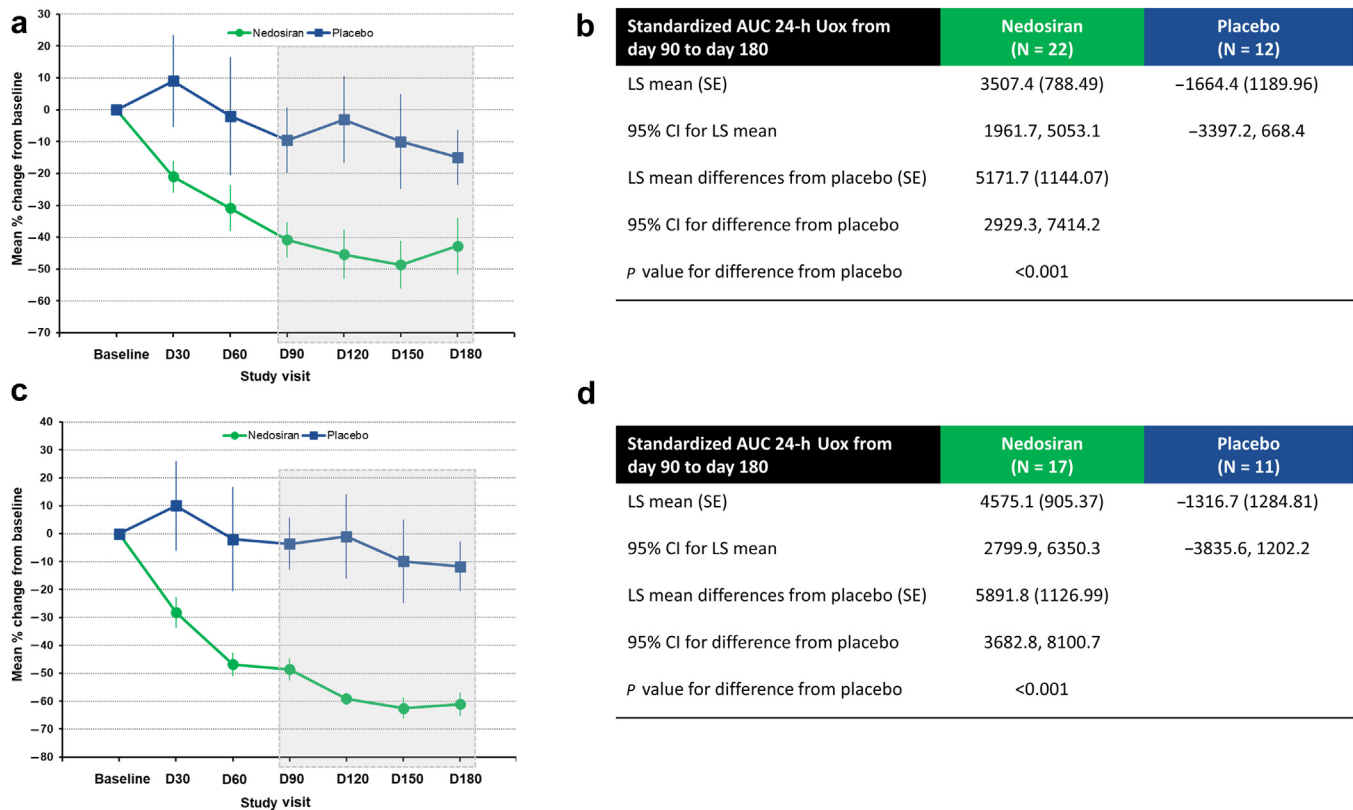 a
30
20
10
0
−10
−20
−30
−40
−50
−60
−70
Mean % change from baseline
Nedosiran Placebo
Baseline D30 D60 D90 D120 D150 D180
Study visit
b
Standardized AUC 24-h Uox from
day 90 to day 180
Nedosiran
(N = 22)
Placebo
(N = 12)
LS mean (SE) 3507.4 (788.49) −1664.4 (1189.96)
95% CI for LS mean 1961.7, 5053.1 −3397.2, 668.4
LS mean differences from placebo (SE) 5171.7 (1144.07)
95% CI for difference from placebo 2929.3, 7414.2
P value for difference from placebo <0.001
c
40
30
20
10
0
−10
−20
−30
−40
−50
−60
−70
−80
Mean % change from baseline
Nedosiran Placebo
Baseline D30 D60 D90 D120 D150 D180
Study visit
d
Standardized AUC 24-h Uox from
day 90 to day 180
Nedosiran
(N = 17)
Placebo
(N = 11)
LS mean (SE) 4575.1 (905.37) −1316.7 (1284.81)
95% CI for LS mean 2799.9, 6350.3 −3835.6, 1202.2
LS mean differences from placebo (SE) 5891.8 (1126.99)
95% CI for difference from placebo 3682.8, 8100.7
P value for difference from placebo <0.001